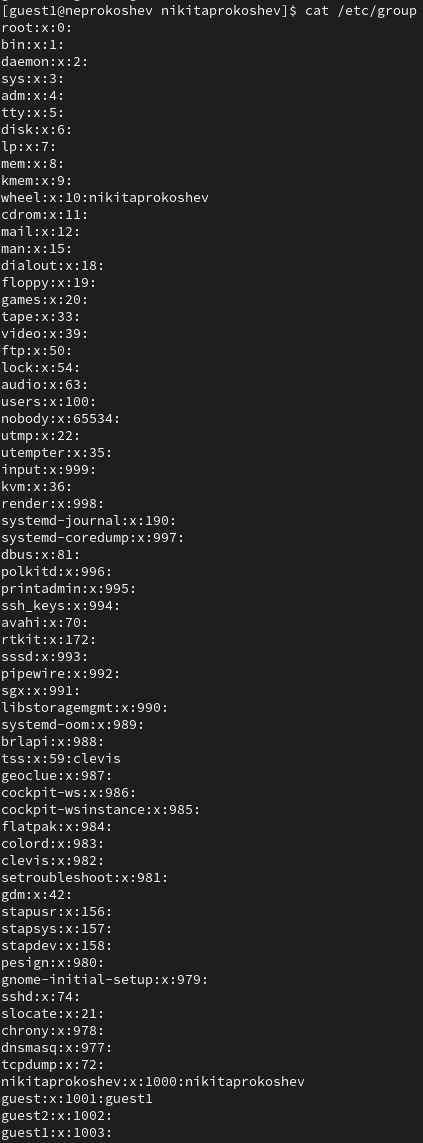 [guest1@neprokoshev nikitaprokoshev]$ cat /etc/group
root:x:0:
bin:x:1:
daemon:x:2:
sys:x:3:
adm:x:4:
tty:x:5:
disk:x:6:
lp:x:7:
mem:x:8:
kmem:x:9:
wheel:x:10:nikitaprokoshev
cdrom:x:11:
mail:x:12:
man:x:15:
dialout:x:18:
floppy:x:19:
games:x:20:
tape:x:33:
video:x:39:
ftp:x:50:
lock:x:54:
audio:x:63:
users:x:100:
nobody:x:65534:
utmp:x:22:
utempter:x:35:
input:x:999:
kvm:x:36:
render:x:998:
systemd-journal:x:190:
systemd-coredump:x:997:
dbus:x:81:
polkitd:x:996:
printadmin:x:995:
ssh_keys:x:994:
avahi:x:70:
rtkit:x:172:
sssd:x:993:
pipewire:x:992:
sgx:x:991:
libstoragemgmt:x:990:
systemd-oom:x:989:
brlapi:x:988:
tss:x:59:clevis
geoclue:x:987:
cockpit-ws:x:986:
cockpit-wsinstance:x:985:
flatpak:x:984:
colord:x:983:
clevis:x:982:
setroubleshoot:x:981:
gdm:x:42:
stapusr:x:156:
stapsys:x:157:
stapdev:x:158:
pesign:x:980:
gnome-initial-setup:x:979:
sshd:x:74:
slocate:x:21:
chrony:x:978:
dnsmasq:x:977:
tcpdump:x:72:
nikitaprokoshev:x:1000:nikitaprokoshev
guest:x:1001:guest1
guest2:x:1002:
guest1:x:1003: